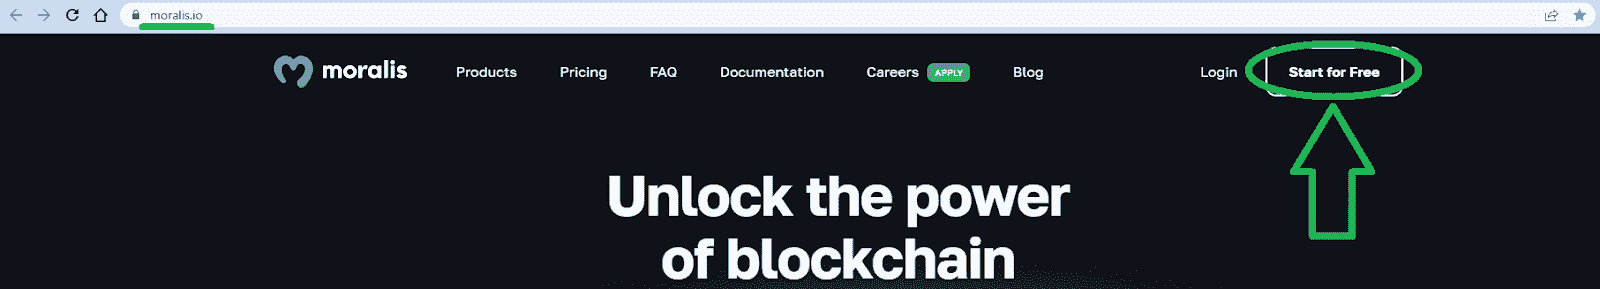 moralis.io
moralis Products Pricing FAQ Documentation Careers APPLY Blog Login Start for Free
Unlock the power
of blockchain